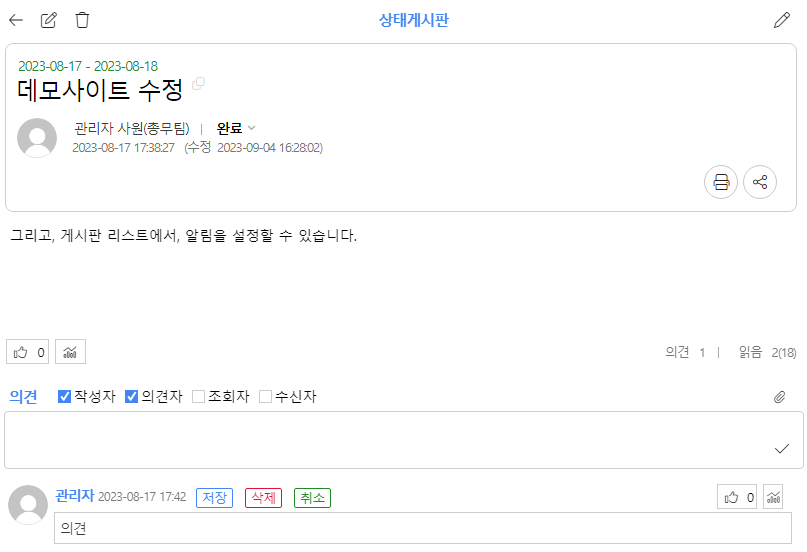 상태게시판
2023-08-17 - 2023-08-18
데모사이트 수정
관리자 사원(총무팀) | 완료
2023-08-17 17:38:27 (수정 2023-09-04 16:28:02)
그리고, 게시판 리스트에서, 알림을 설정할 수 있습니다.
0 의견 1 | 읽음 2(18)
의견 작성자 의견자 조회자 수신자
관리자 2023-08-17 17:42 저장 삭제 취소 0
의견